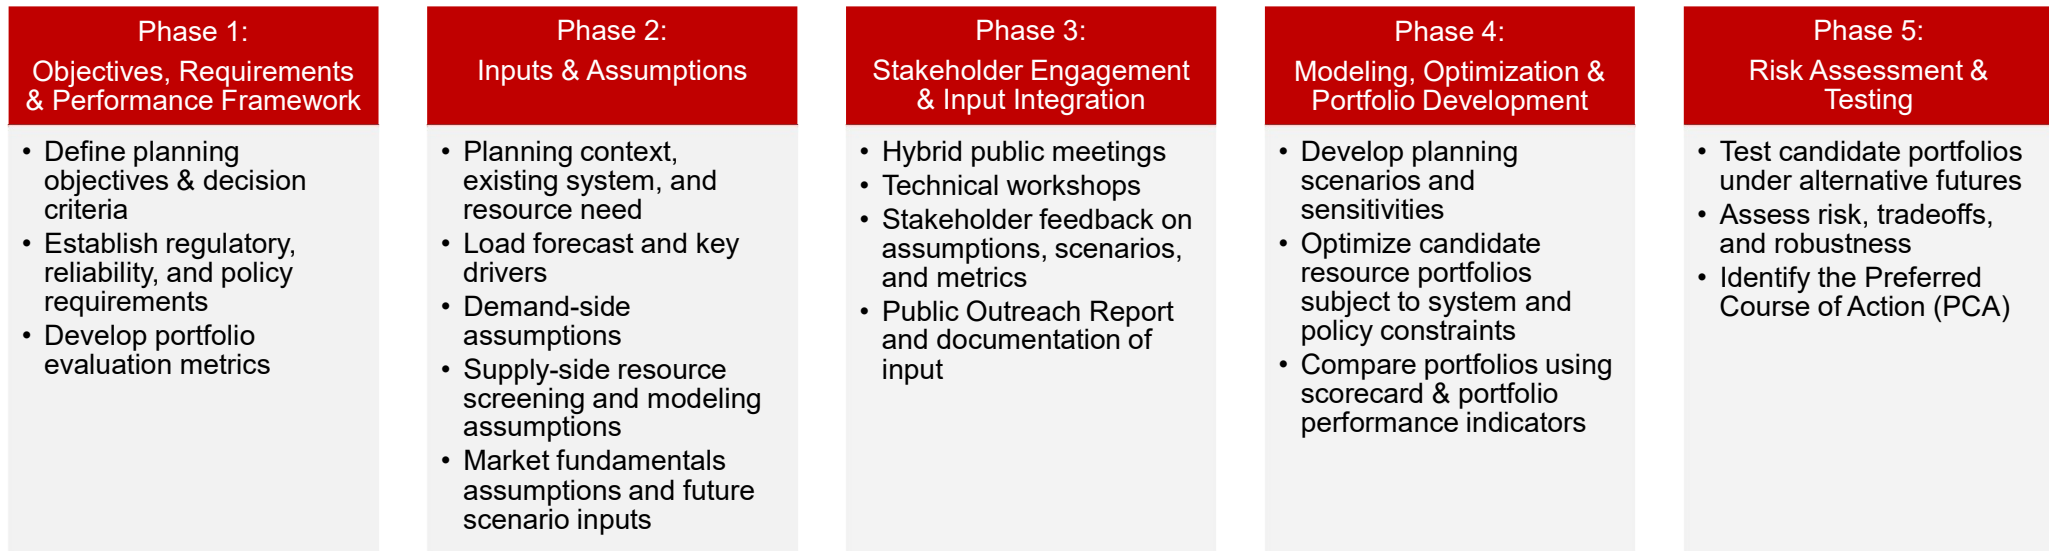 Phase 1:
Objectives, Requirements
& Performance Framework
• Define planning
objectives & decision
criteria
• Establish regulatory,
reliability, and policy
requirements
• Develop portfolio
evaluation metrics
Phase 2:
Inputs & Assumptions
• Planning context,
existing system, and
resource need
• Load forecast and key
drivers
• Demand-side
assumptions
• Supply-side resource
screening and modeling
assumptions
• Market fundamentals
assumptions and future
scenario inputs
Phase 3:
Stakeholder Engagement
& Input Integration
• Hybrid public meetings
• Technical workshops
• Stakeholder feedback on
assumptions, scenarios,
and metrics
• Public Outreach Report
and documentation of
input
Phase 4:
Modeling, Optimization &
Portfolio Development
• Develop planning
scenarios and
sensitivities
• Optimize candidate
resource portfolios
subject to system and
policy constraints
• Compare portfolios using
scorecard & portfolio
performance indicators
Phase 5:
Risk Assessment &
Testing
• Test candidate portfolios
under alternative futures
• Assess risk, tradeoffs,
and robustness
• Identify the Preferred
Course of Action (PCA)